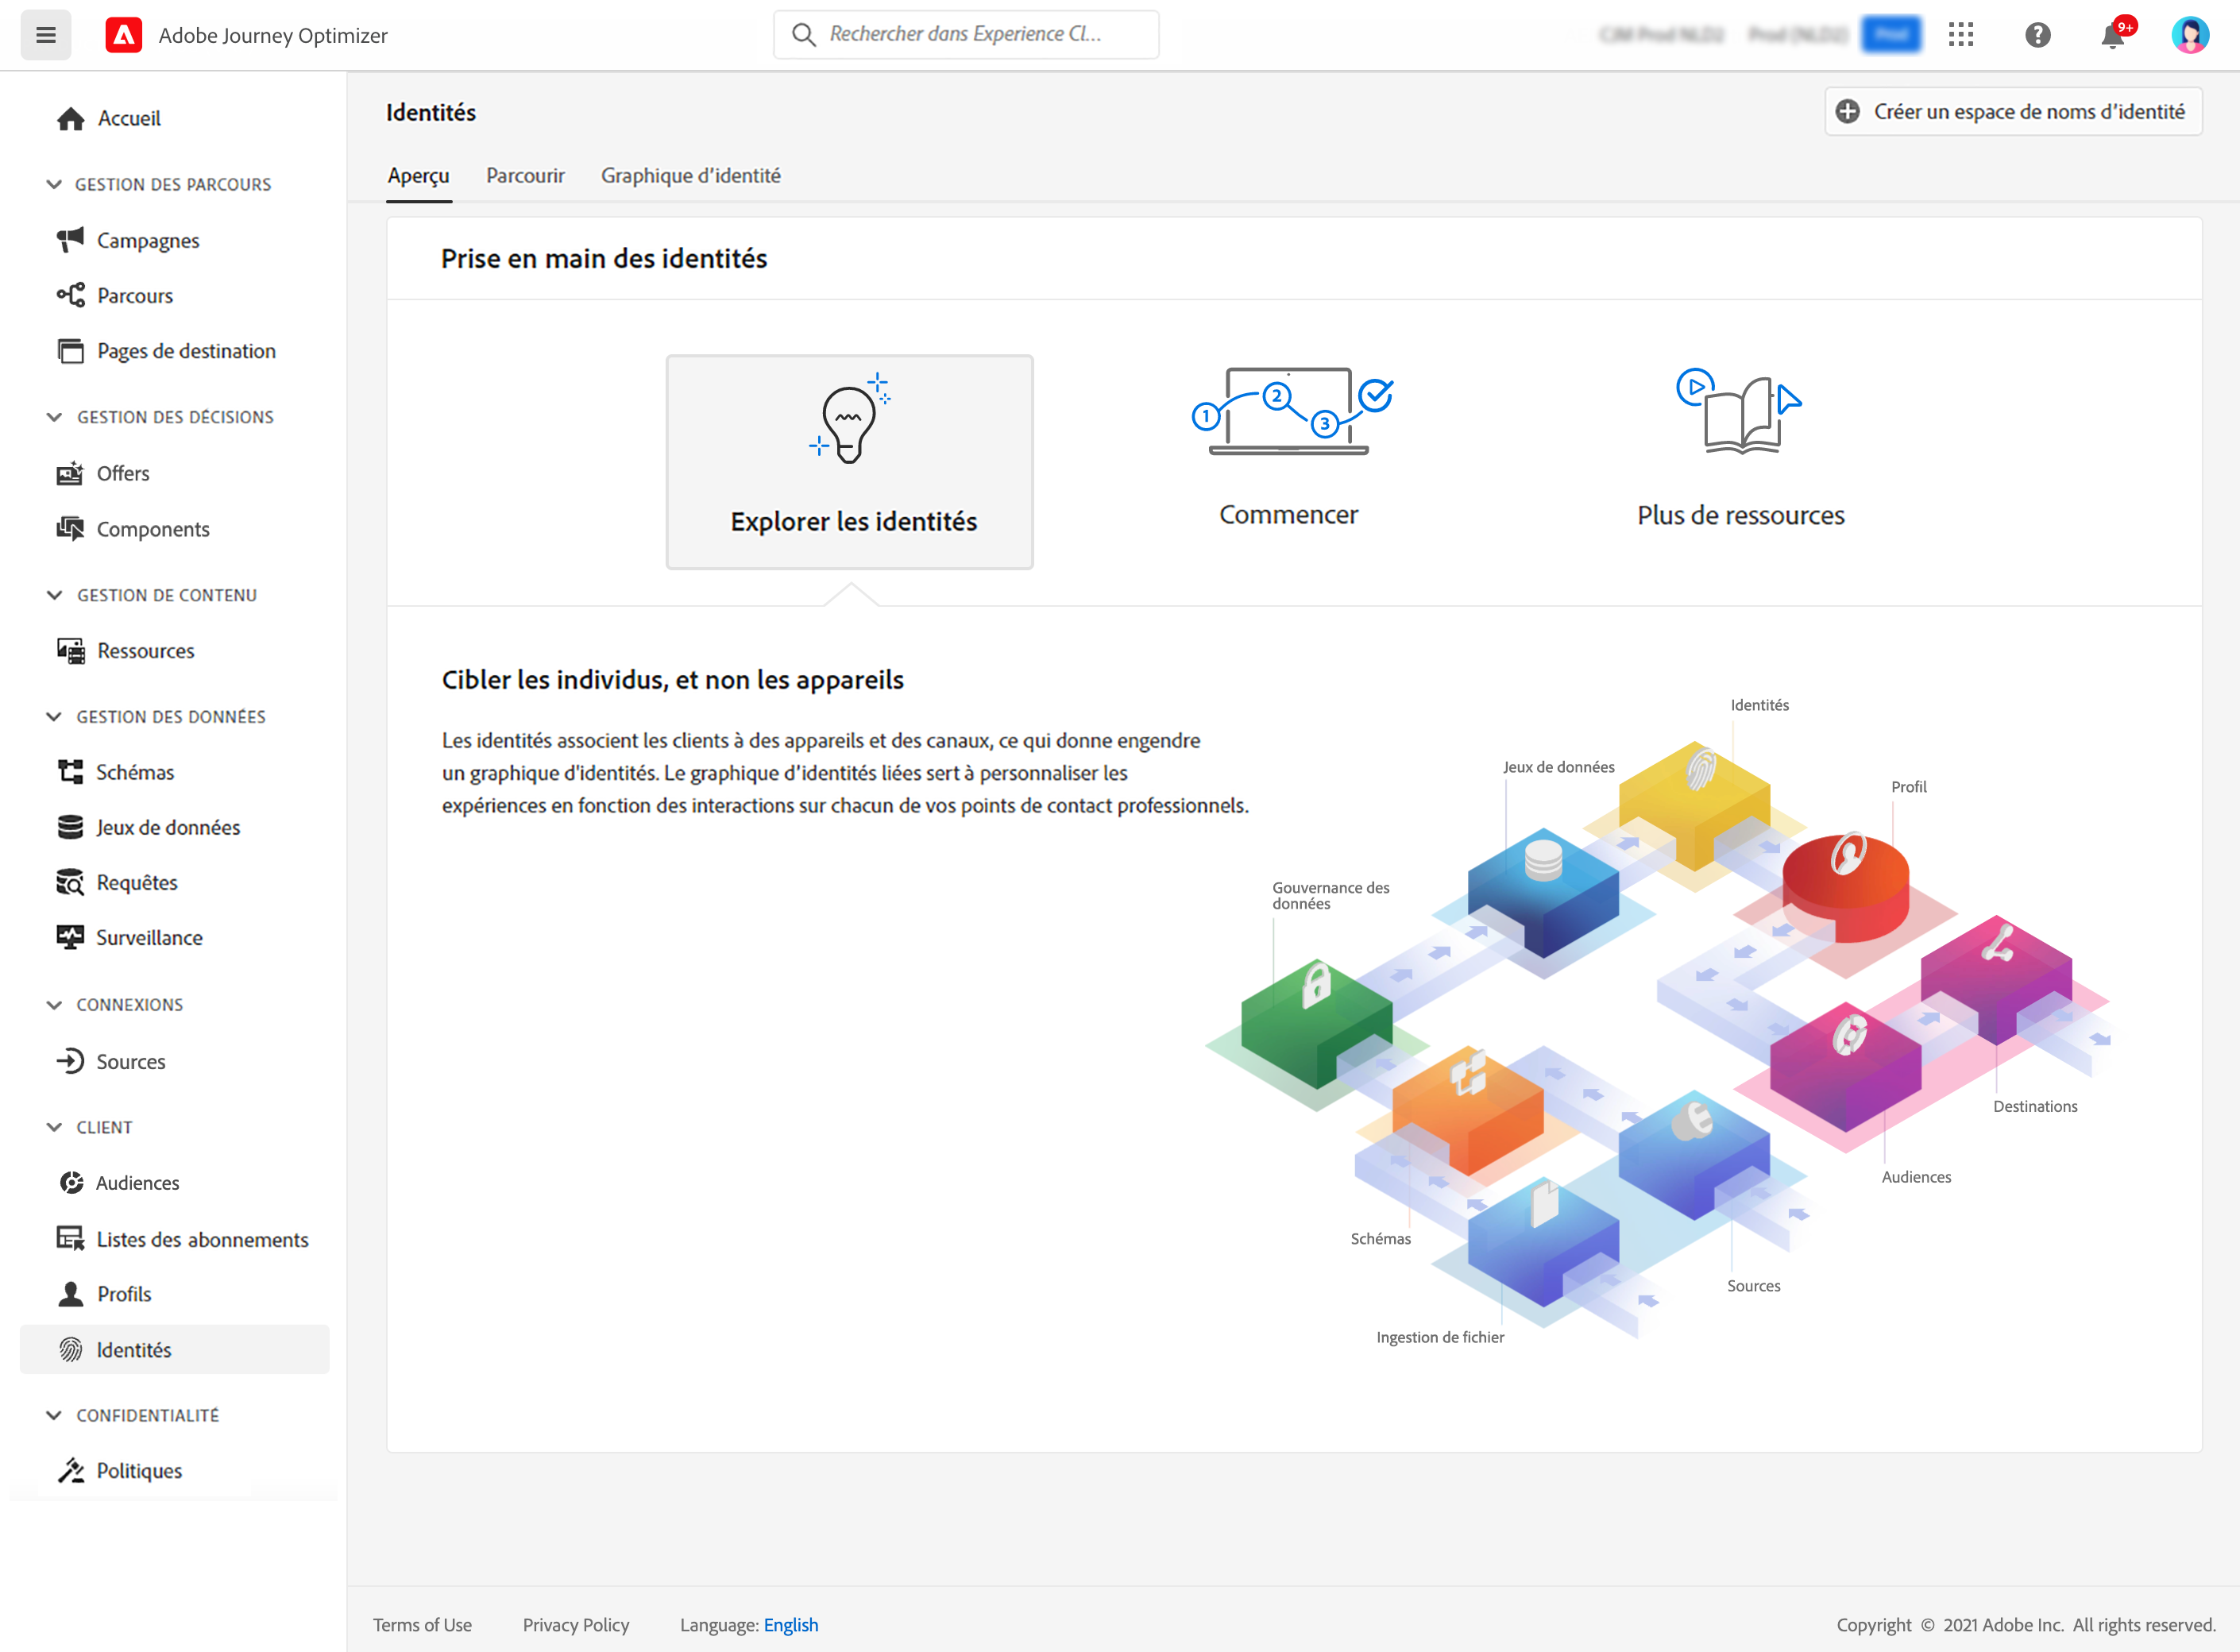 Adobe Journey Optimizer
Rechercher dans Experience Cl...
9+
Accueil
GESTION DES PARCOURS
Campagnes
Parcours
Pages de destination
GESTION DES DÉCISIONS
Offers
Components
GESTION DE CONTENU
Ressources
GESTION DES DONNÉES
Schémas
Jeux de données
Requêtes
Surveillance
CONNEXIONS
Sources
CLIENT
Audiences
Listes des abonnements
Profils
Identités
CONFIDENTIALITÉ
Politiques
Identités
Créer un espace de noms d'identité
Aperçu Parcourir Graphique d'identité
Prise en main des identités
1 2 3
Explorer les identités
Commencer
Plus de ressources
Cibler les individus, et non les appareils
Les identités associent les clients à des appareils et des canaux, ce qui donne engendre
un graphique d'identités. Le graphique d'identités liées sert à personnaliser les
expériences en fonction des interactions sur chacun de vos points de contact professionnels.
Identités
Jeux de données
Profil
Gouvernance des
données
Destinations
Audiences
Schémas
Sources
Ingestion de fichier
Terms of Use Privacy Policy Language: English
Copyright © 2021 Adobe Inc. All rights reserved.